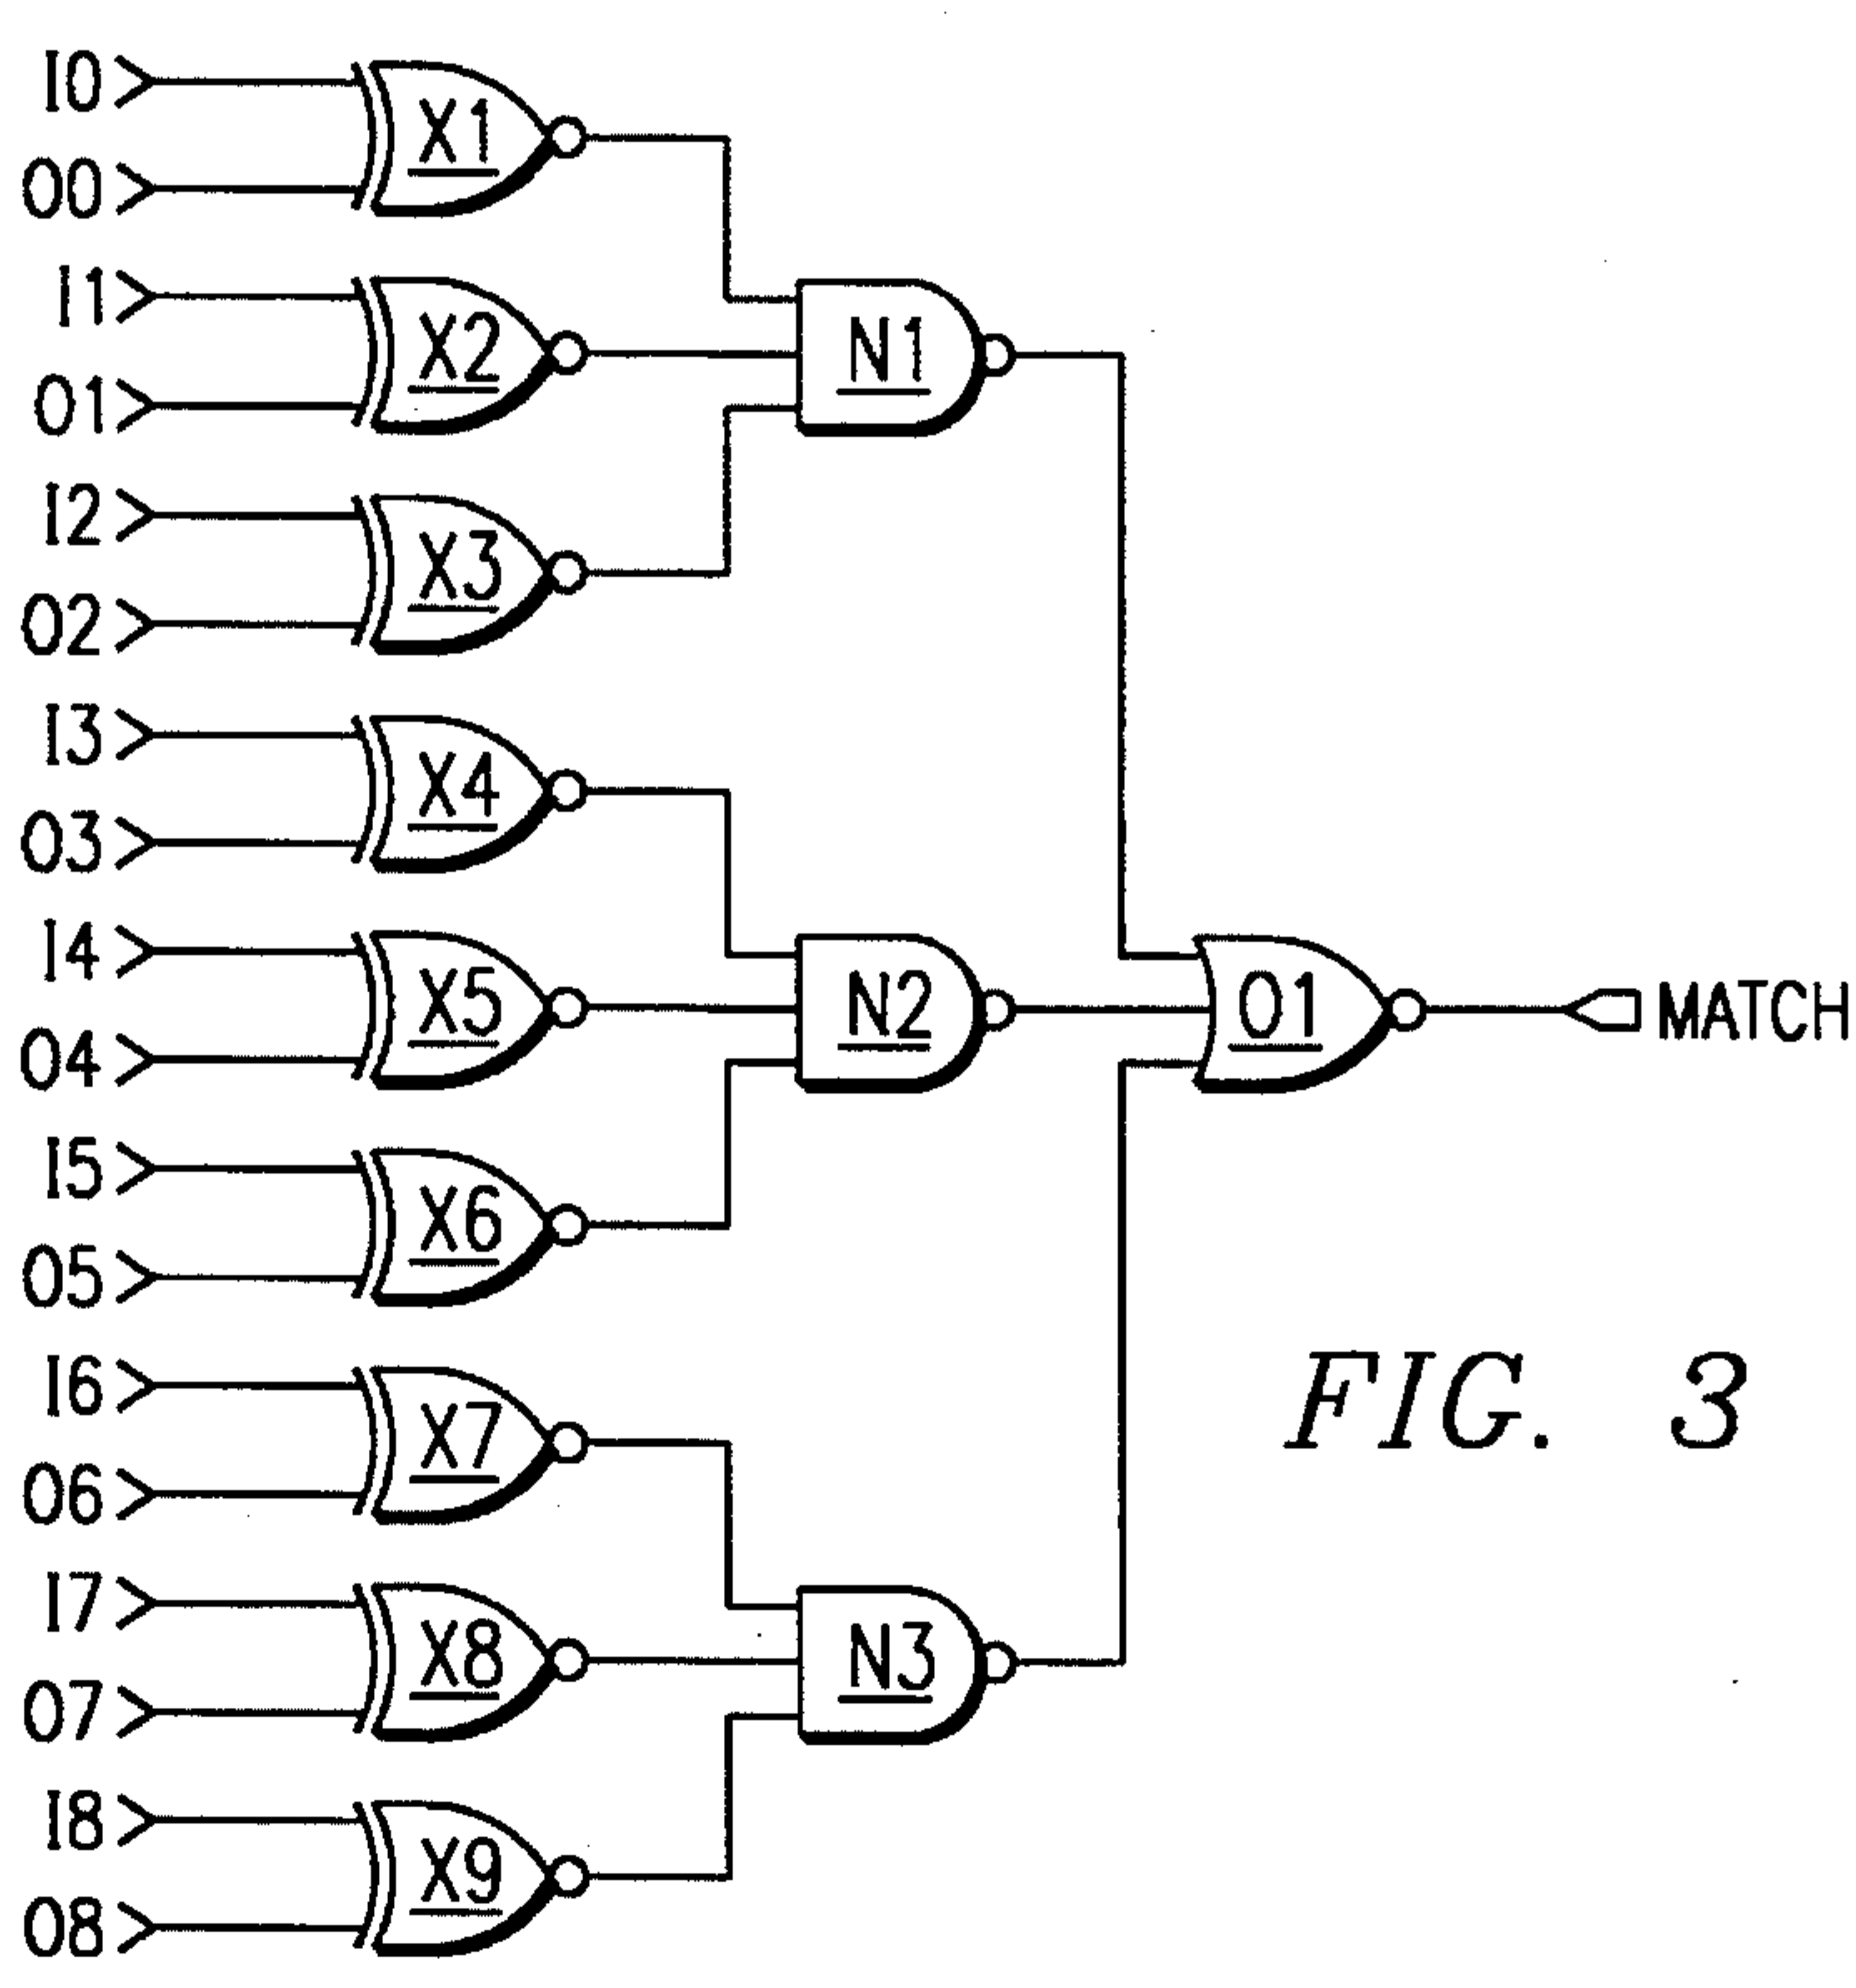 I0
X1
O0
I1
X2
O1
N1
I2
X3
O2
I3
X4
O3
I4
X5
O4
N2
O1
MATCH
I5
X6
O5
I6
X7
O6
FIG. 3
I7
X8
O7
N3
I8
X9
O8